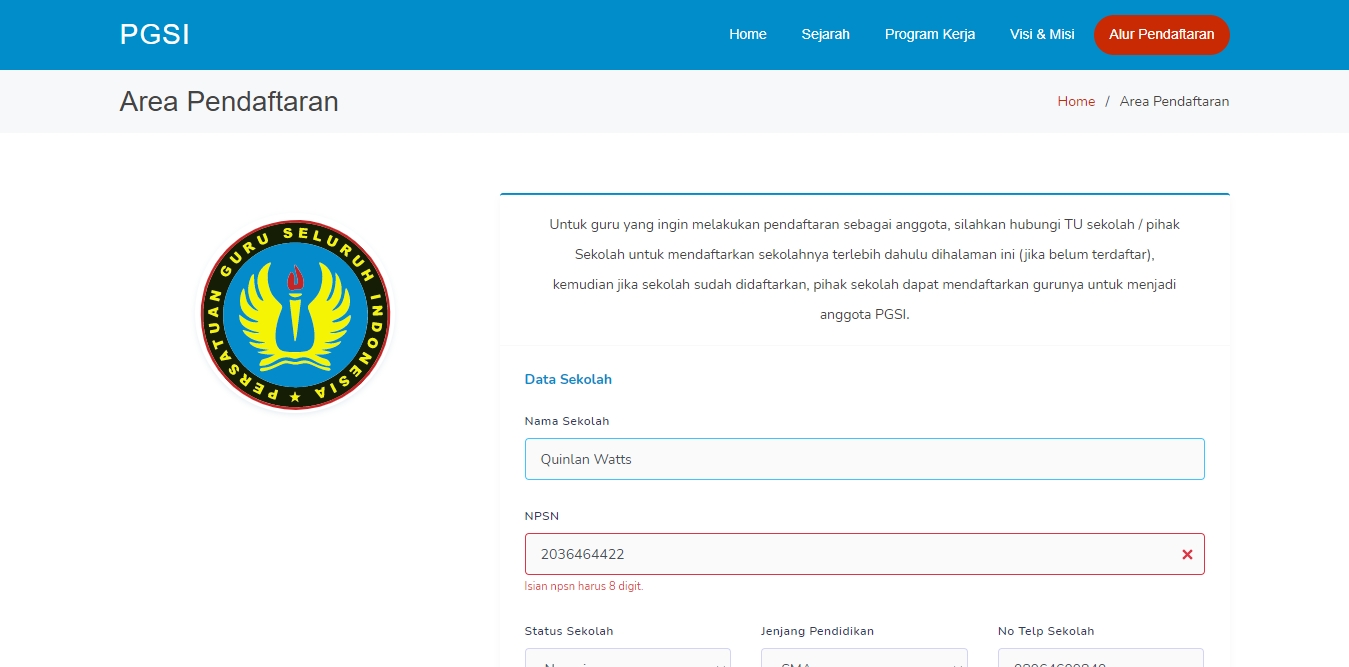 PGSI
Home Sejarah Program Kerja Visi & Misi Alur Pendaftaran
Area Pendaftaran
Home / Area Pendaftaran
PERSATUAN GURU SELURUH INDONESIA
Untuk guru yang ingin melakukan pendaftaran sebagai anggota, silahkan hubungi TU sekolah / pihak
Sekolah untuk mendaftarkan sekolahnya terlebih dahulu dihalaman ini (jika belum terdaftar),
kemudian jika sekolah sudah didaftarkan, pihak sekolah dapat mendaftarkan gurunya untuk menjadi
anggota PGSI.
Data Sekolah
Nama Sekolah
Quinlan Watts
NPSN
2036464422
Isian npsn harus 8 digit.
Status Sekolah Jenjang Pendidikan No Telp Sekolah
SMA